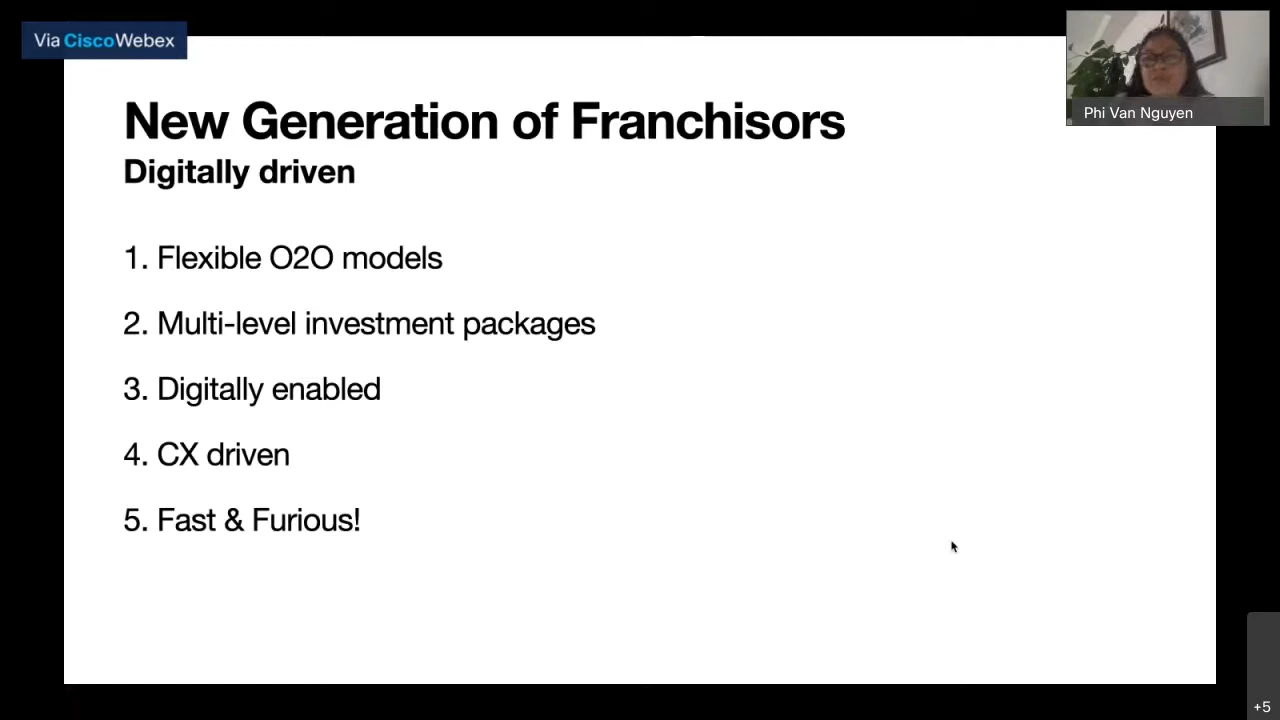 Via CiscoWebex
Phi Van Nguyen
New Generation of Franchisors
Digitally driven
1. Flexible O2O models
2. Multi-level investment packages
3. Digitally enabled
4. CX driven
5. Fast & Furious!
+5